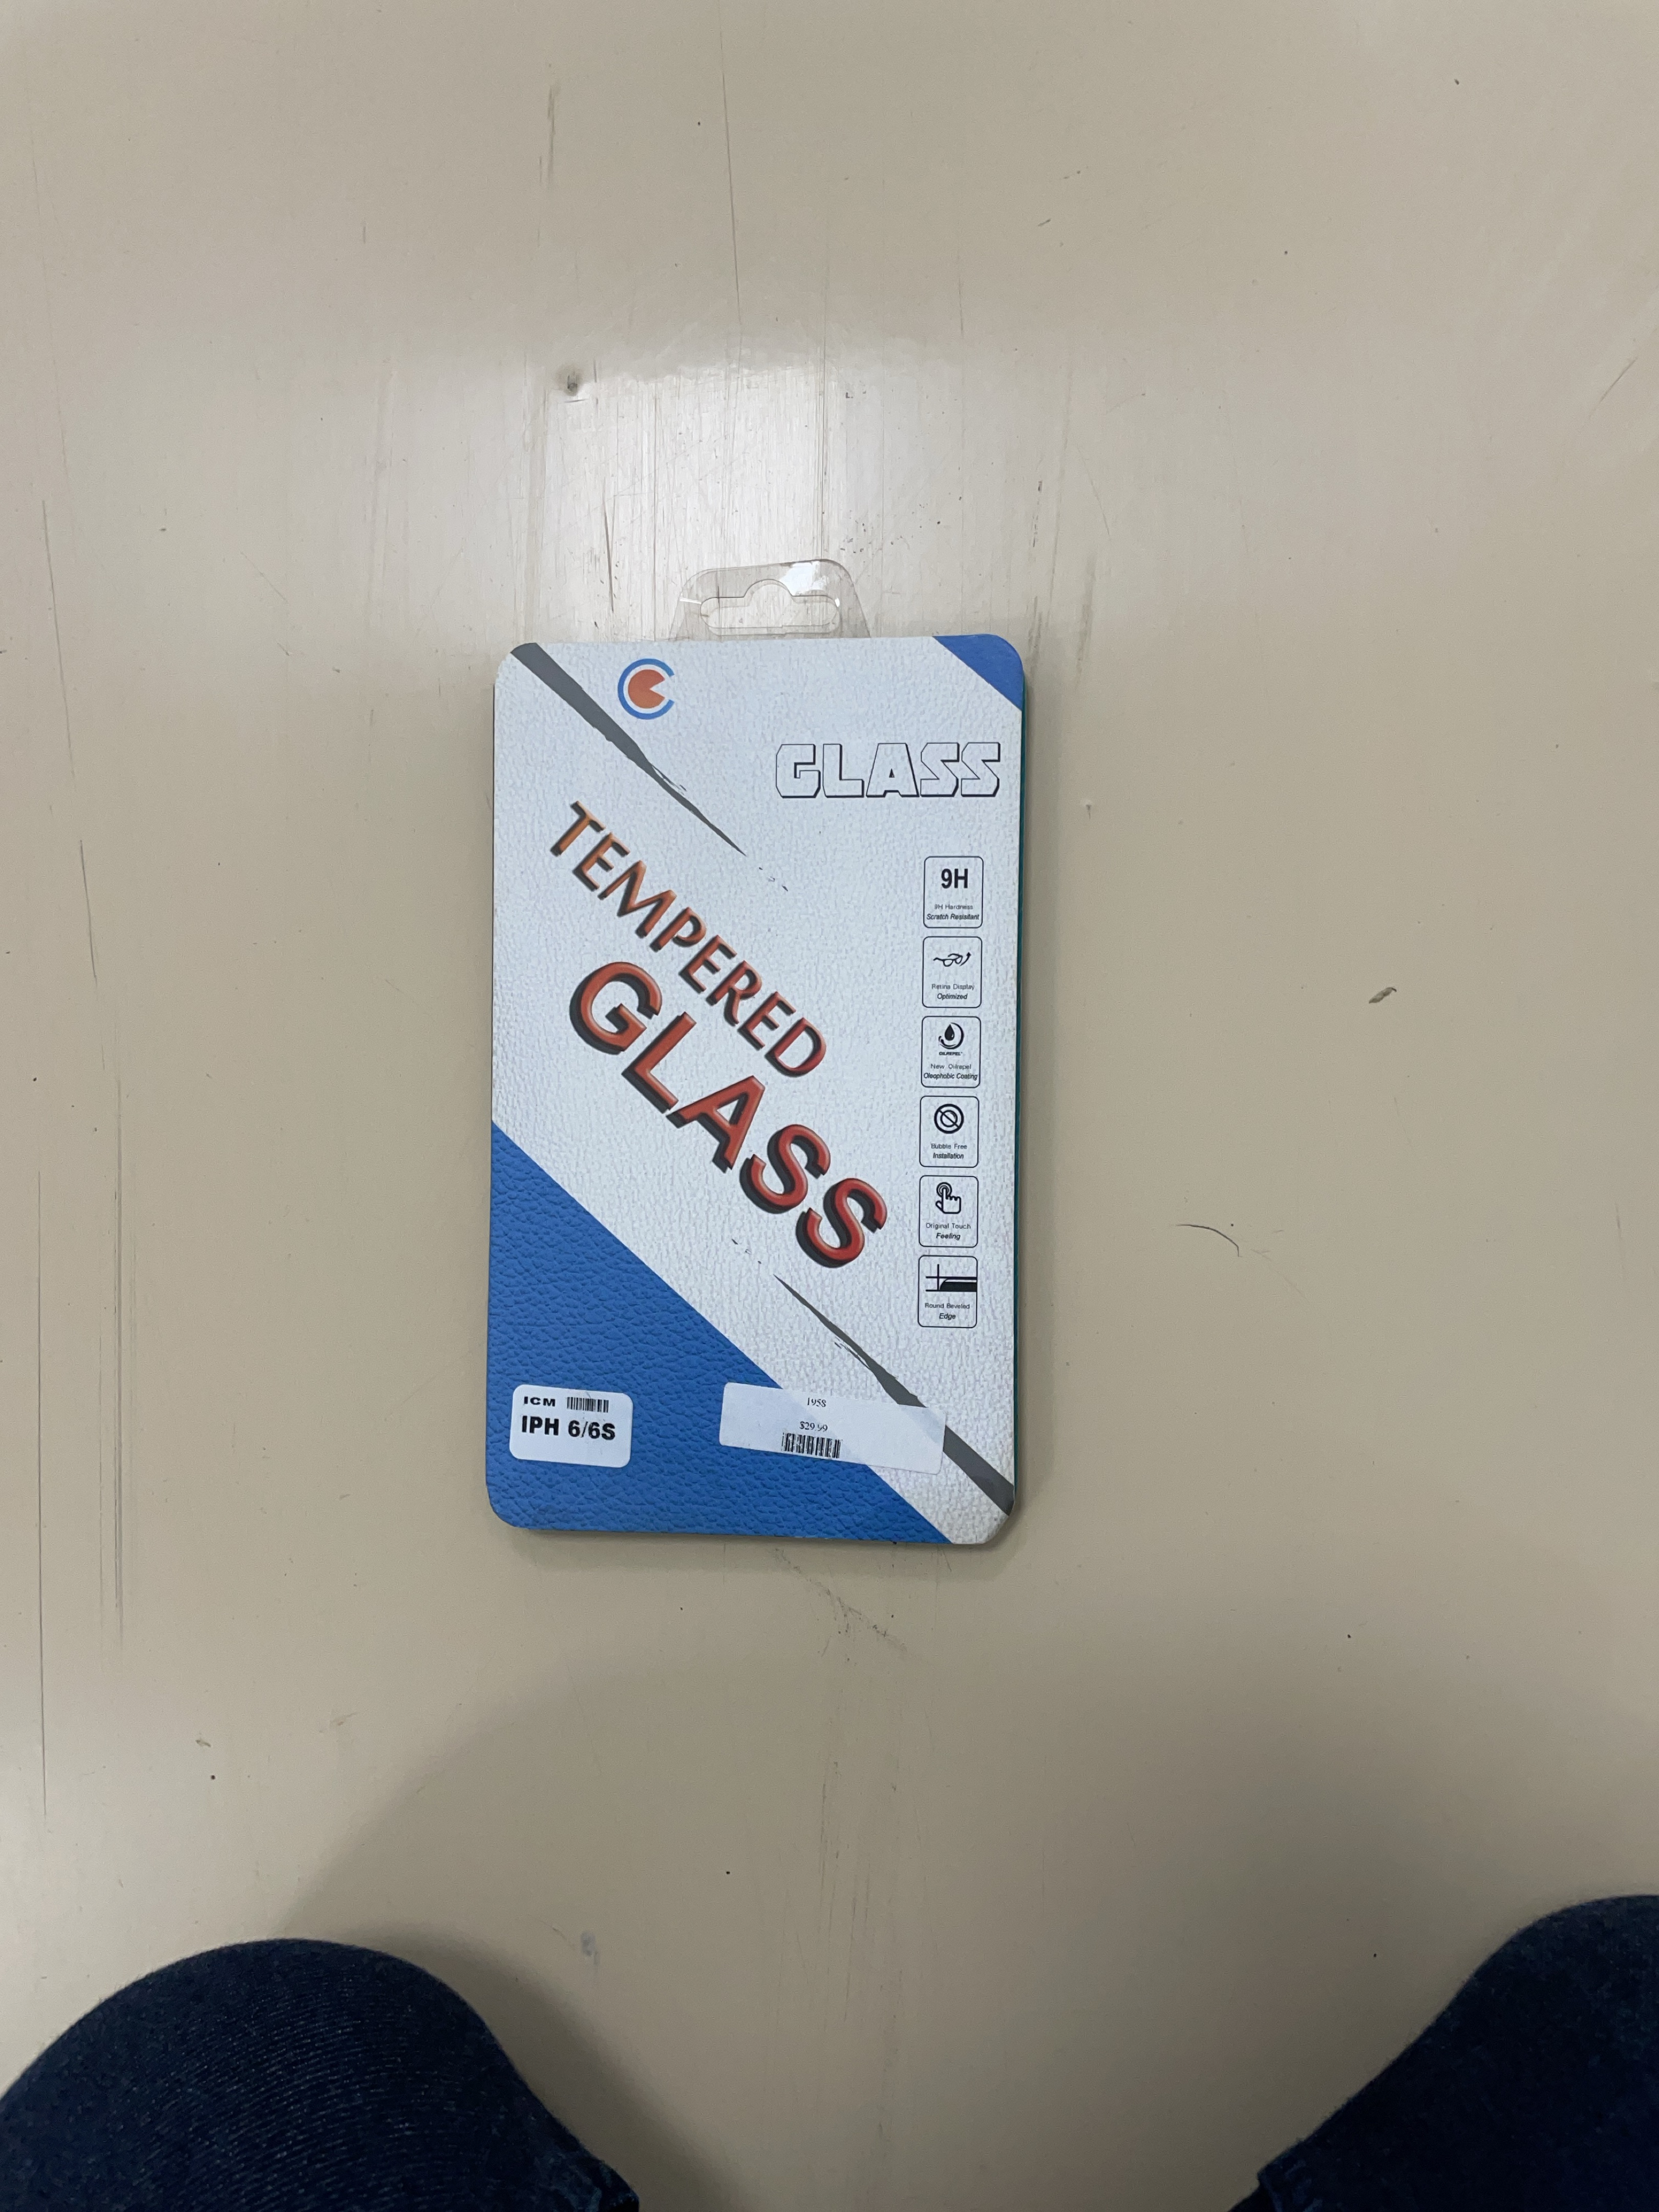 GLASS
TEMPERED
GLASS
9H
9H Hardness
Scratch Resistant
Retina Display
Optimized
OILREPEL
New Oilrepel
Oleophobic Coating
Bubble Free
Installation
Original Touch
Feeling
Round Beveled
Edge
ICM
IPH 6/6S
1958
$29.99